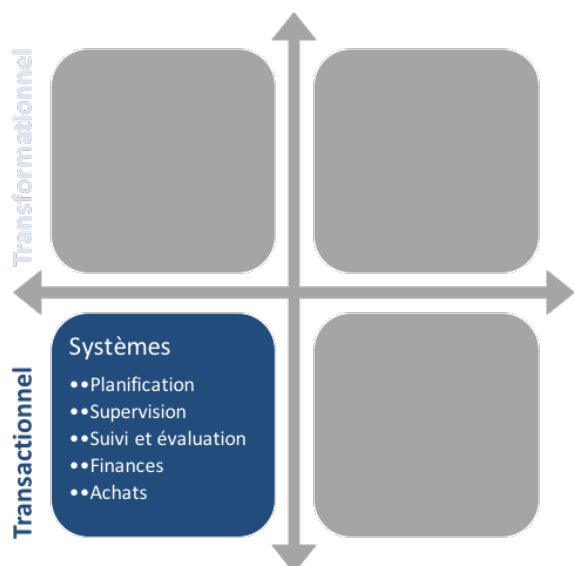 Transformationnel
Transactionnel
Systèmes
••Planification
••Supervision
••Suivi et évaluation
••Finances
••Achats